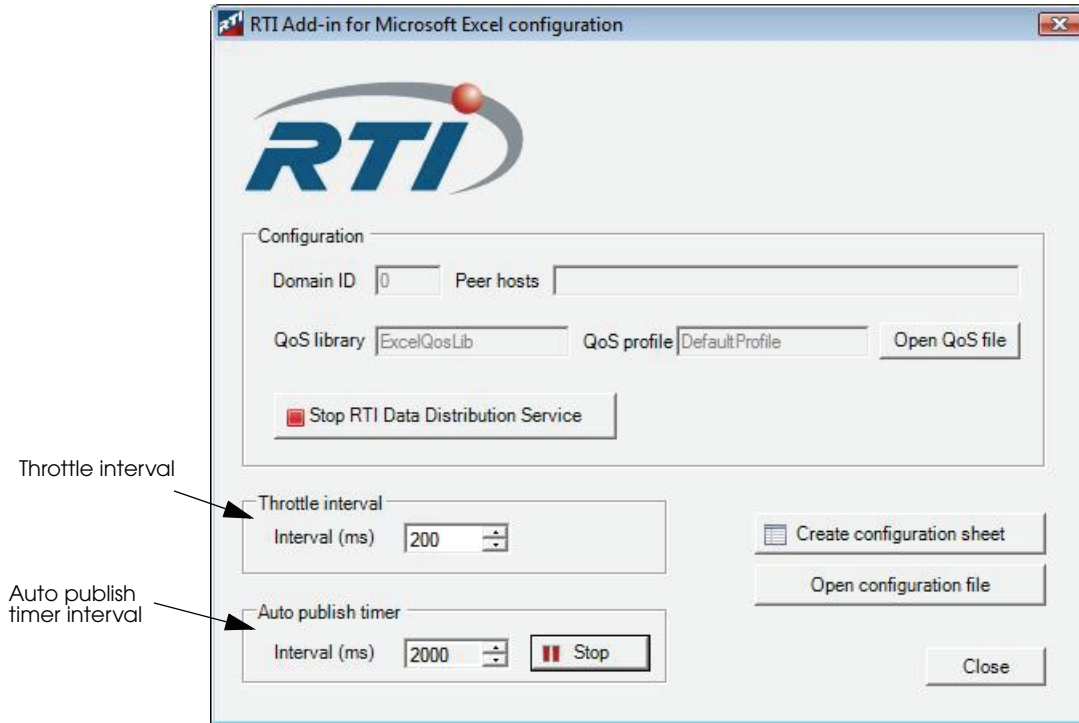 RTI Add-in for Microsoft Excel configuration
RTI
Configuration
Domain ID 0 Peer hosts
QoS library ExcelQosLib QoS profile DefaultProfile Open QoS file
Stop RTI Data Distribution Service
Throttle interval
Throttle interval
Interval (ms) 200
Create configuration sheet
Open configuration file
Auto publish
timer interval
Auto publish timer
Interval (ms) 2000 Stop
Close